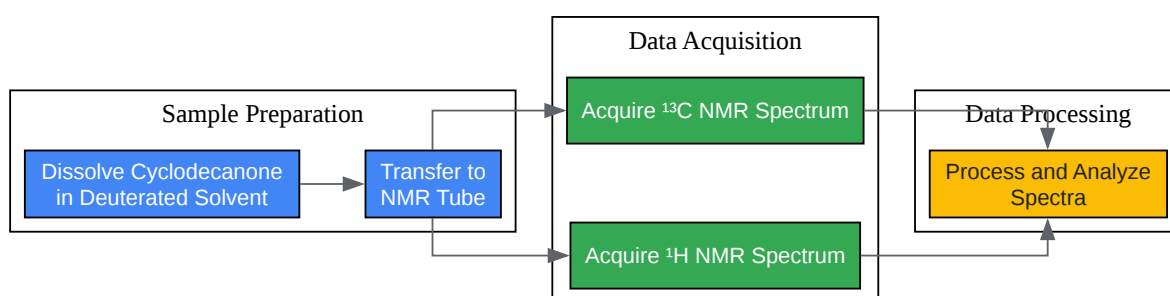 Sample Preparation
Dissolve Cyclodecanone
in Deuterated Solvent
Transfer to
NMR Tube
Data Acquisition
Acquire ¹³C NMR Spectrum
Acquire ¹H NMR Spectrum
Data Processing
Process and Analyze
Spectra